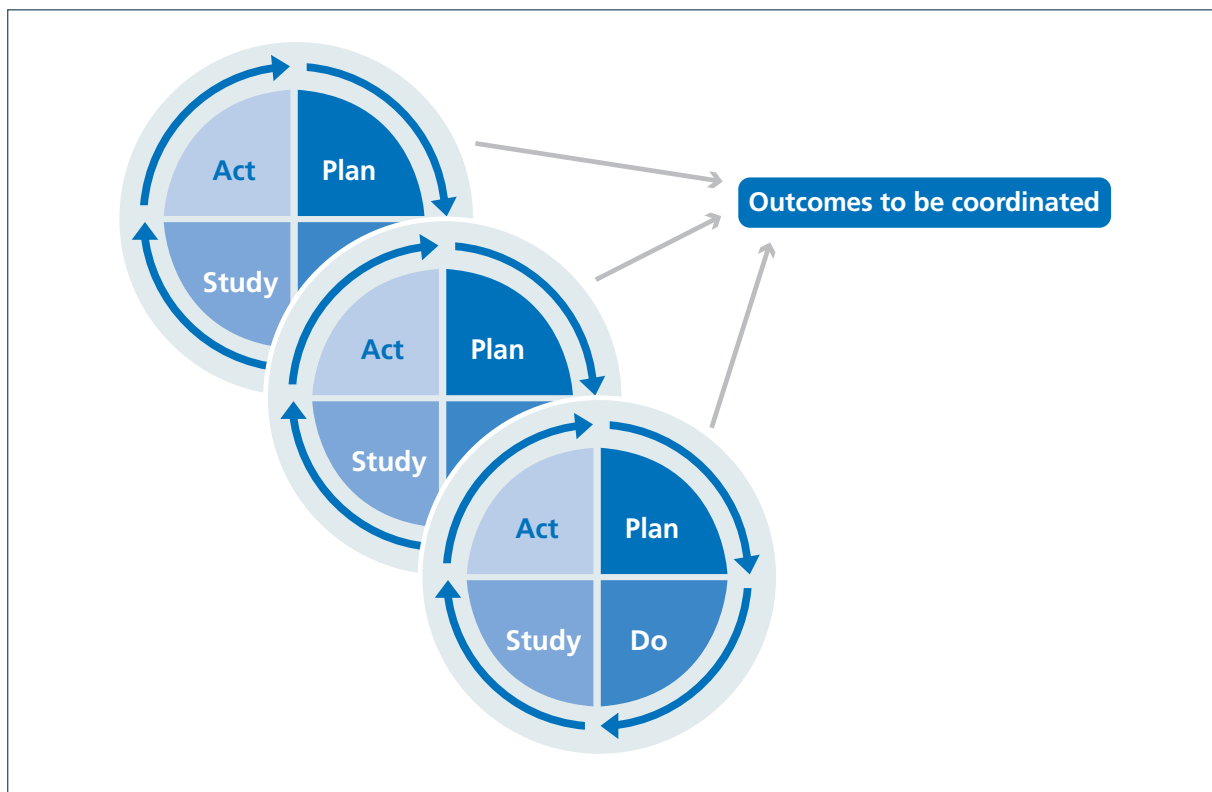 Act
Plan
Study
Outcomes to be coordinated
Act
Plan
Study
Act
Plan
Study
Do